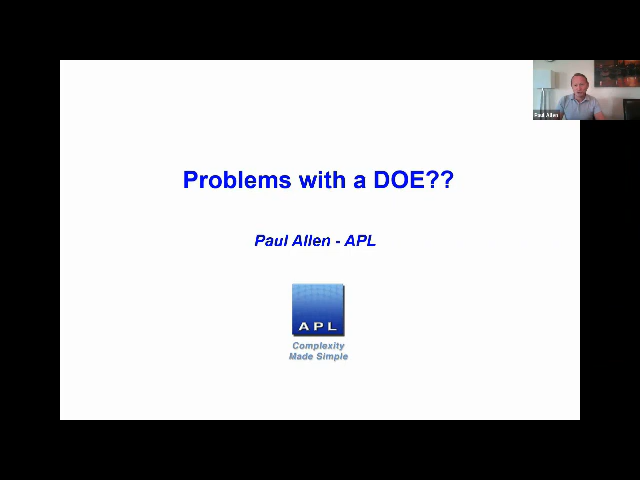 Problems with a DOE??
Paul Allen - APL
APL
Complexity
Made Simple
Paul Allen